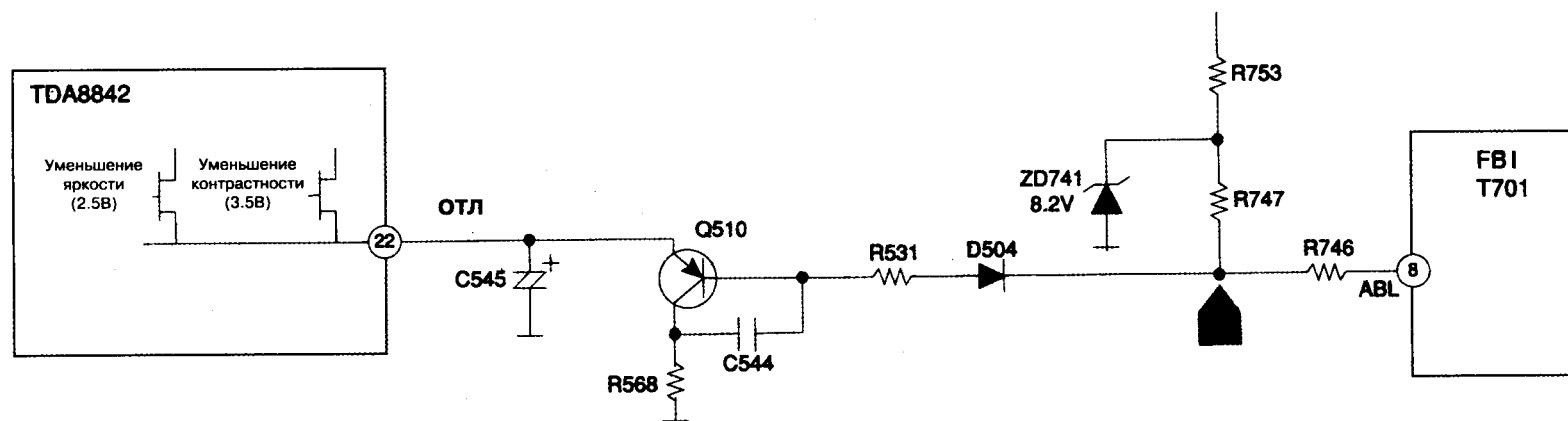 TDA8842
Уменьшение
яркости
(2.5В)
Уменьшение
контрастности
(3.5В)
22
ОТЛ
C545
+
Q510
C544
R568
R531
D504
ZD741
8.2V
R753
R747
R746
ABL
8
FBI
T701